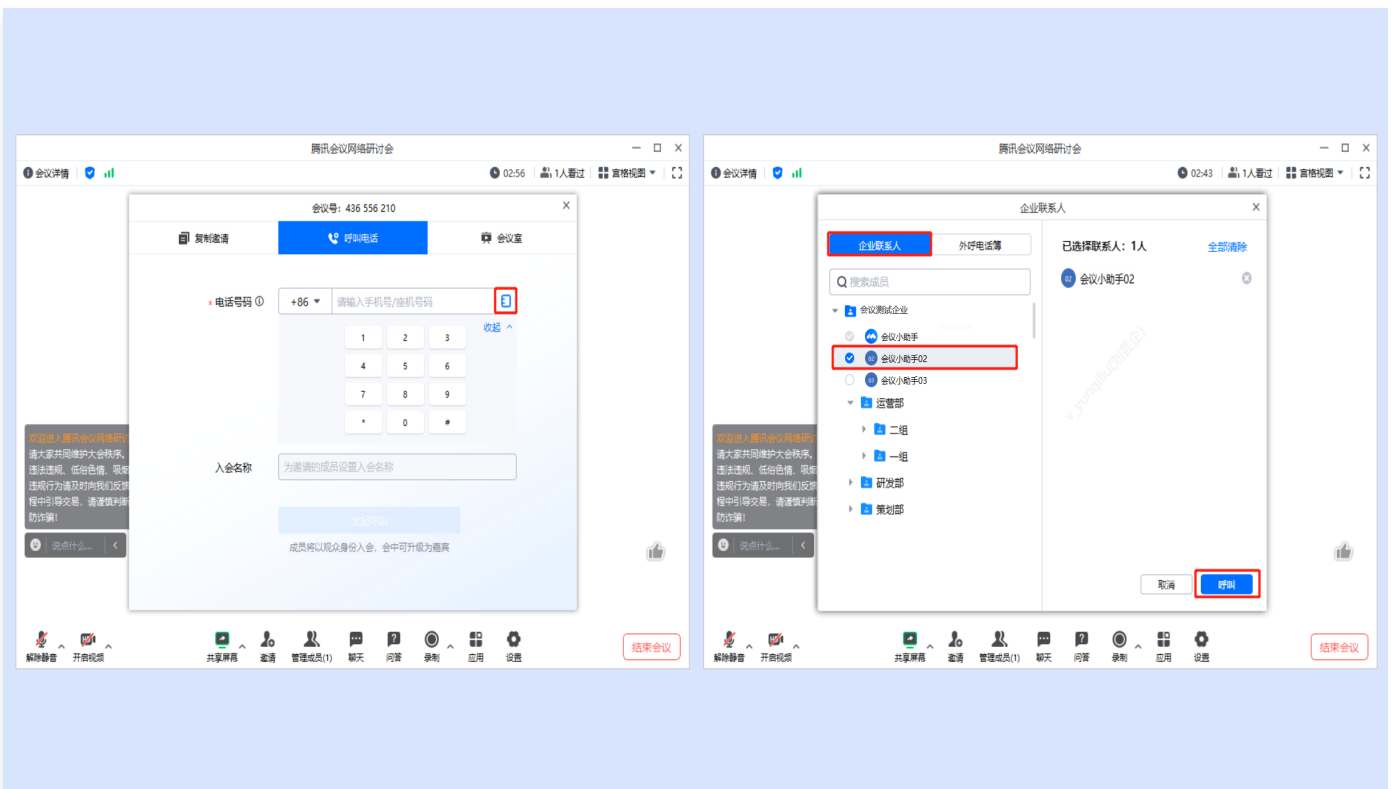 腾讯会议网络研讨会
会议详情 02:56 1人看过 宫格视图
会议号：436 556 210
复制邀请 呼叫电话 会议室
* 电话号码 +86 请输入手机号/座机号码
收起
1 2 3
4 5 6
7 8 9
* 0 #
欢迎进入腾讯会议网络研讨
请大家共同维护大会秩序。
违法违规、低俗色情、吸烟
违规行为请及时向我们反馈
程中引导交易，请谨慎判断
防诈骗！
入会名称 为邀请的成员设置入会名称
发起呼叫
成员将以观众身份入会，会中可升级为嘉宾
说点什么...
解除静音 开启视频 共享屏幕 邀请 管理成员(1) 聊天 问答 录制 应用 设置 结束会议
腾讯会议网络研讨会
会议详情 02:43 1人看过 宫格视图
企业联系人
企业联系人 外呼电话簿 已选择联系人：1人 全部清除
搜索成员
02 会议小助手02
会议测试企业
会议小助手
02 会议小助手02
03 会议小助手03
运营部
二组
一组
研发部
策划部
欢迎进入腾讯会议网络研讨
请大家共同维护大会秩序。
违法违规、低俗色情、吸烟
违规行为请及时向我们反馈
程中引导交易，请谨慎判断
防诈骗！
说点什么...
取消 呼叫
解除静音 开启视频 共享屏幕 邀请 管理成员(1) 聊天 问答 录制 应用 设置 结束会议